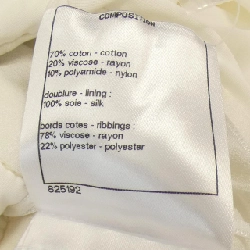 COMPOSITION
70% coton - cotton
20% viscose - rayon
10% polyamide - nylon
doublure - lining :
100% soie - silk
bords cotes - ribbings :
78% viscose - rayon
22% polyester - polyester
825192